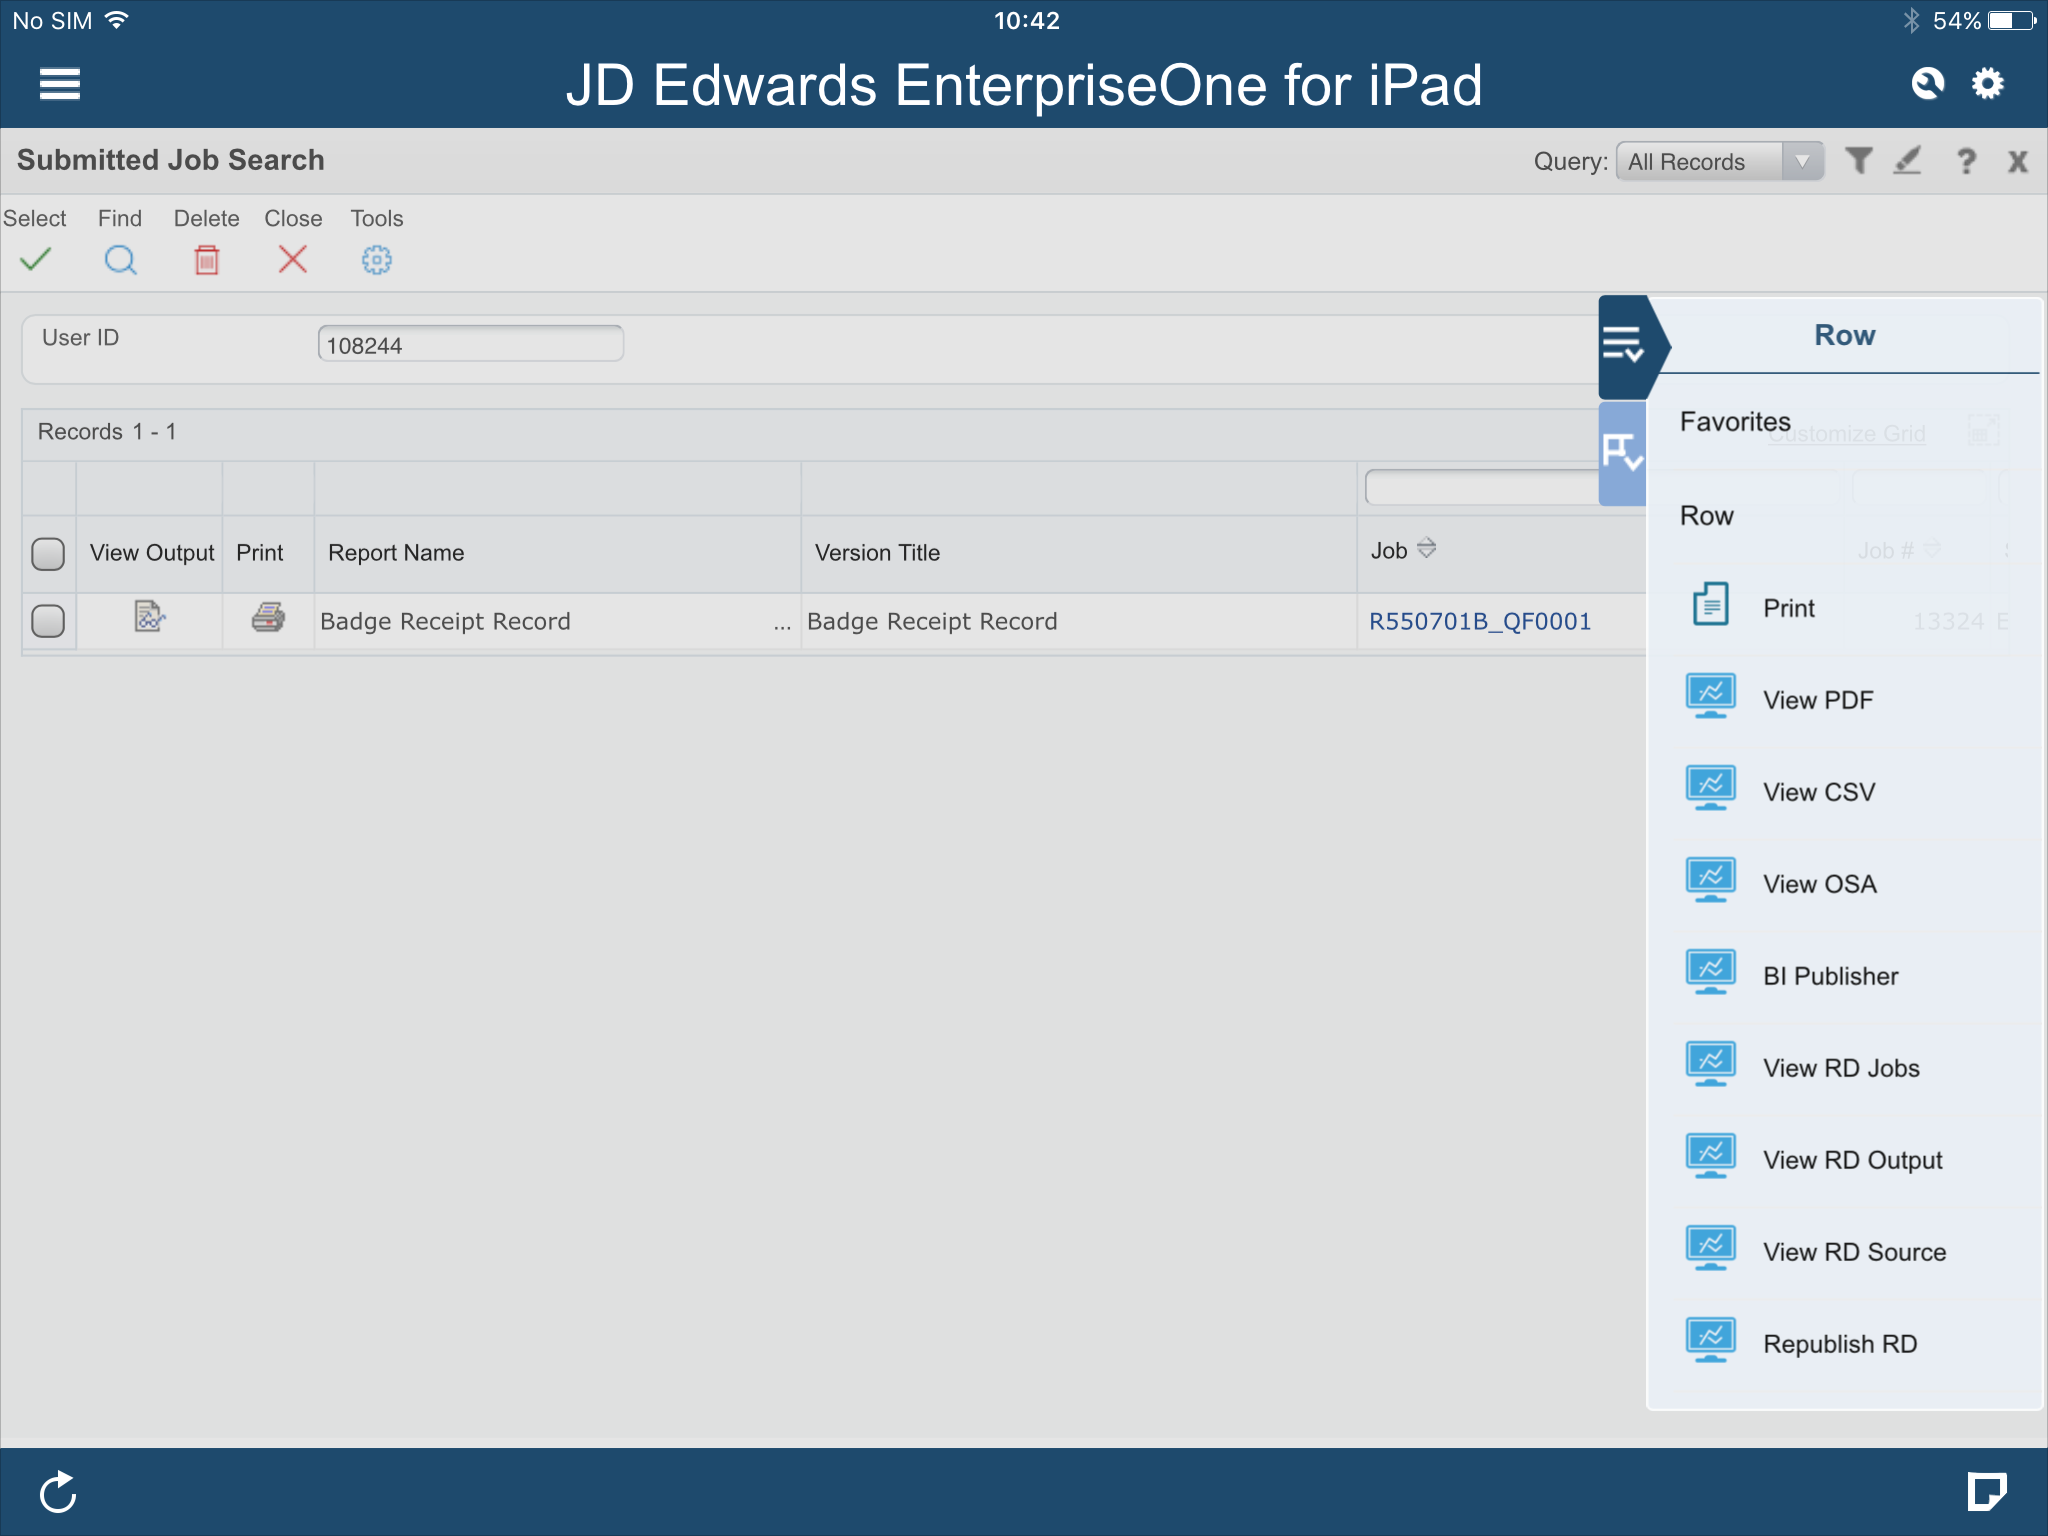 No SIM 10:42 54%
JD Edwards EnterpriseOne for iPad
Submitted Job Search Query: All Records ? X
Select Find Delete Close Tools
User ID 108244
Row
Favorites
Records 1 - 1 Customize Grid
Row
View Output Print Report Name Version Title Job Job #
Print
Badge Receipt Record ... Badge Receipt Record R550701B_QF0001 13324 E
View PDF
View CSV
View OSA
BI Publisher
View RD Jobs
View RD Output
View RD Source
Republish RD